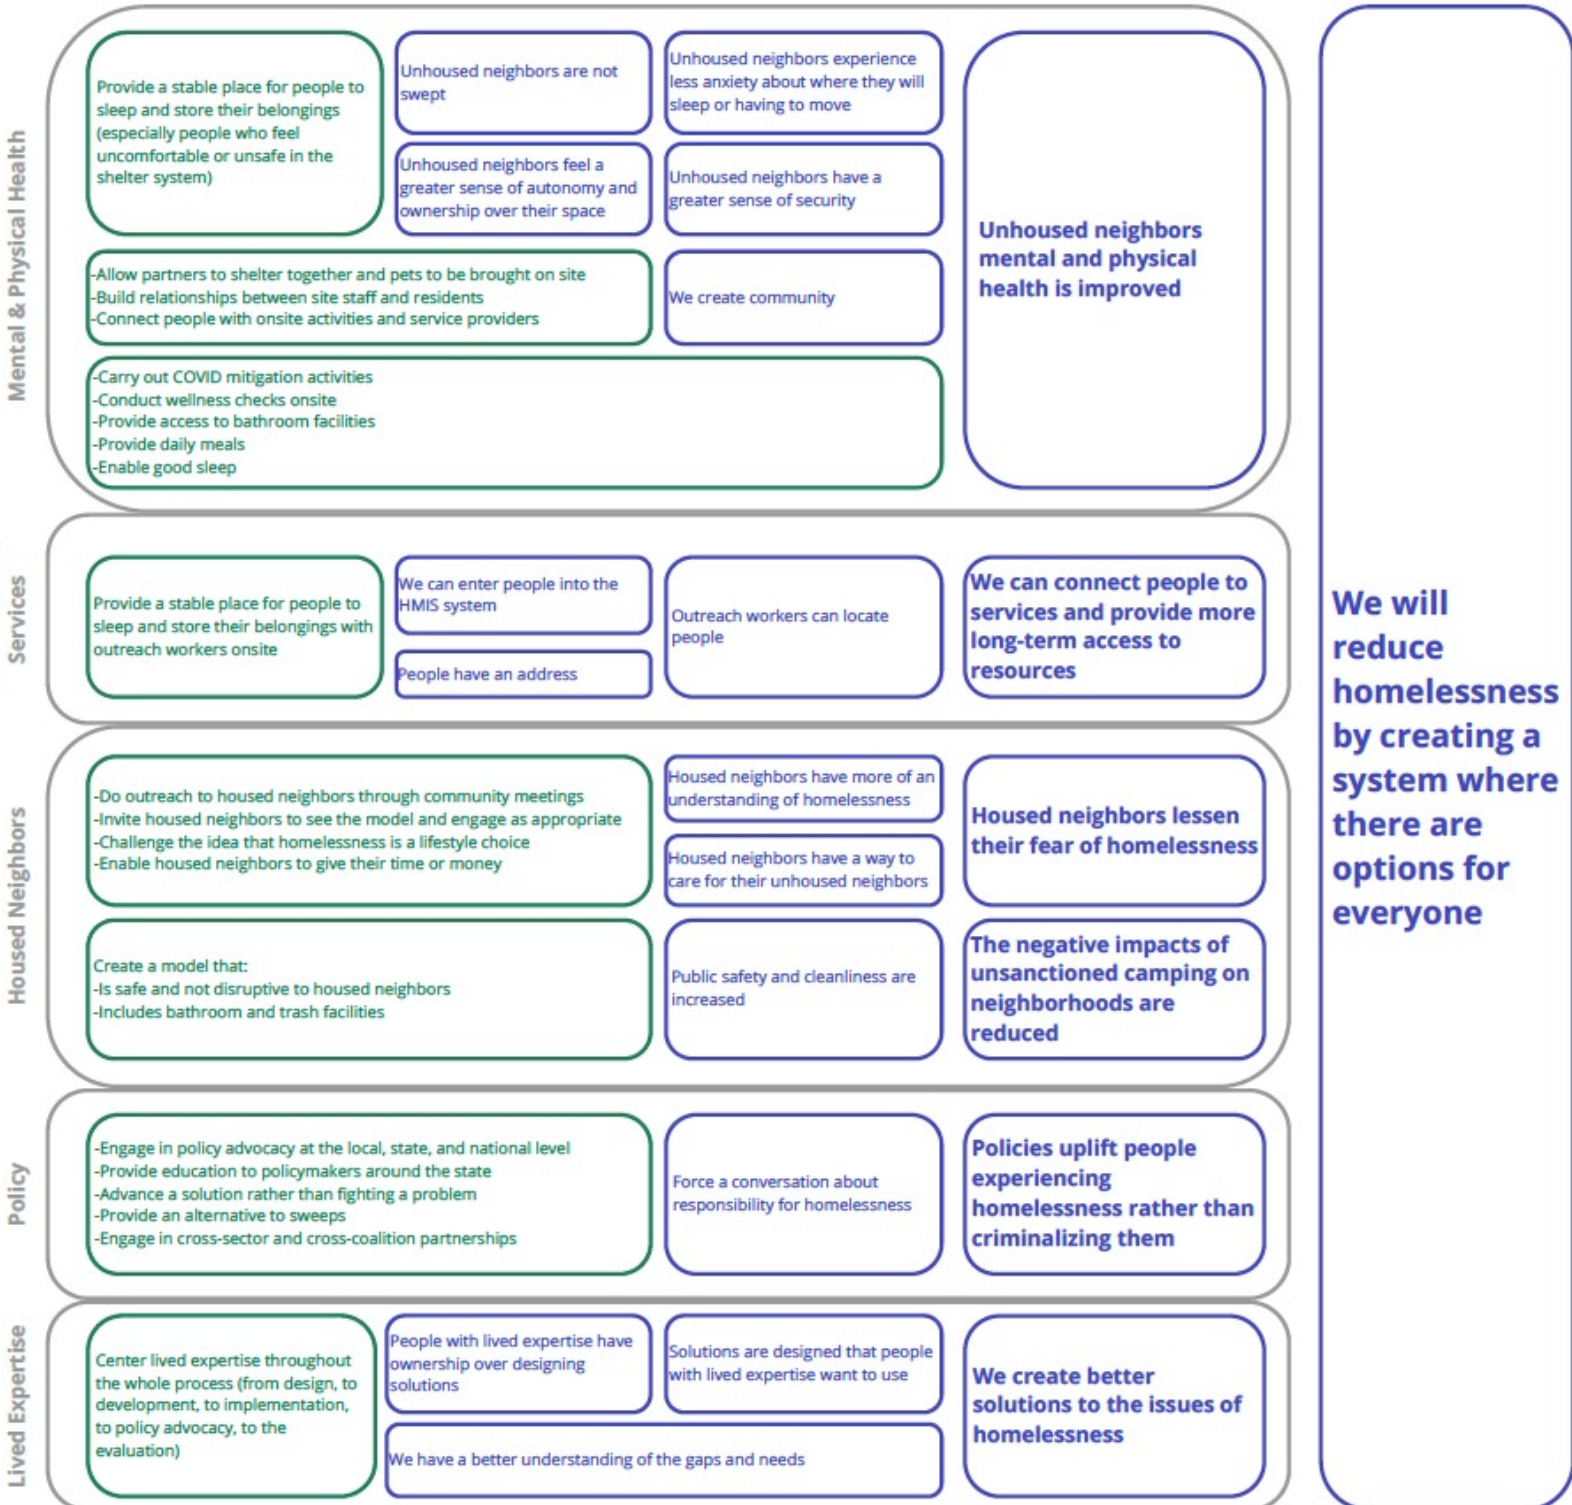 Mental & Physical Health
Provide a stable place for people to
sleep and store their belongings
(especially people who feel
uncomfortable or unsafe in the
shelter system)
Unhoused neighbors are not
swept
Unhoused neighbors experience
less anxiety about where they will
sleep or having to move
Unhoused neighbors feel a
greater sense of autonomy and
ownership over their space
Unhoused neighbors have a
greater sense of security
-Allow partners to shelter together and pets to be brought on site
-Build relationships between site staff and residents
-Connect people with onsite activities and service providers
We create community
-Carry out COVID mitigation activities
-Conduct wellness checks onsite
-Provide access to bathroom facilities
-Provide daily meals
-Enable good sleep
Unhoused neighbors
mental and physical
health is improved
Services
Provide a stable place for people to
sleep and store their belongings with
outreach workers onsite
We can enter people into the
HMIS system
People have an address
Outreach workers can locate
people
We can connect people to
services and provide more
long-term access to
resources
Housed Neighbors
-Do outreach to housed neighbors through community meetings
-Invite housed neighbors to see the model and engage as appropriate
-Challenge the idea that homelessness is a lifestyle choice
-Enable housed neighbors to give their time or money
Housed neighbors have more of an
understanding of homelessness
Housed neighbors have a way to
care for their unhoused neighbors
Housed neighbors lessen
their fear of homelessness
Create a model that:
-Is safe and not disruptive to housed neighbors
-Includes bathroom and trash facilities
Public safety and cleanliness are
increased
The negative impacts of
unsanctioned camping on
neighborhoods are
reduced
Policy
-Engage in policy advocacy at the local, state, and national level
-Provide education to policymakers around the state
-Advance a solution rather than fighting a problem
-Provide an alternative to sweeps
-Engage in cross-sector and cross-coalition partnerships
Force a conversation about
responsibility for homelessness
Policies uplift people
experiencing
homelessness rather than
criminalizing them
Lived Expertise
Center lived expertise throughout
the whole process (from design, to
development, to implementation,
to policy advocacy, to the
evaluation)
People with lived expertise have
ownership over designing
solutions
Solutions are designed that people
with lived expertise want to use
We have a better understanding of the gaps and needs
We create better
solutions to the issues of
homelessness
We will
reduce
homelessness
by creating a
system where
there are
options for
everyone